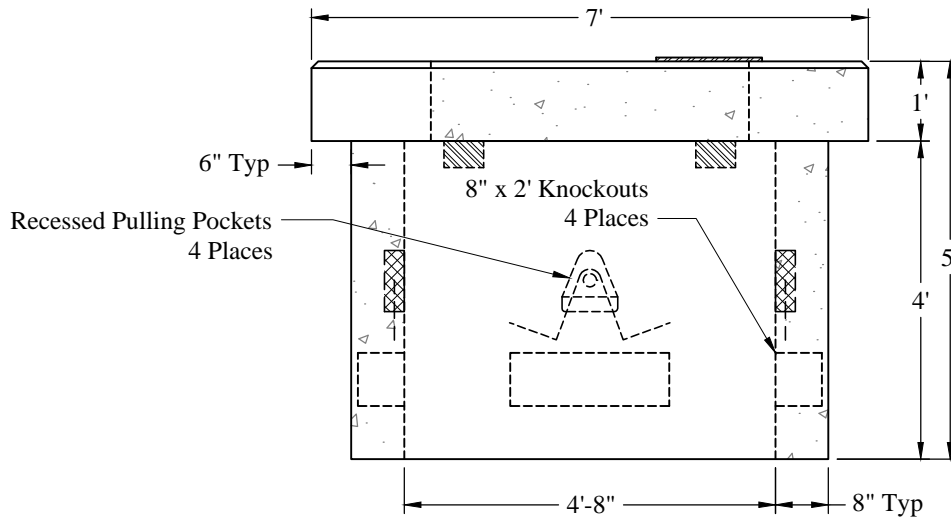 7'
1'
6" Typ
8" x 2' Knockouts
4 Places
Recessed Pulling Pockets
4 Places
5
4'
4'-8"
8" Typ